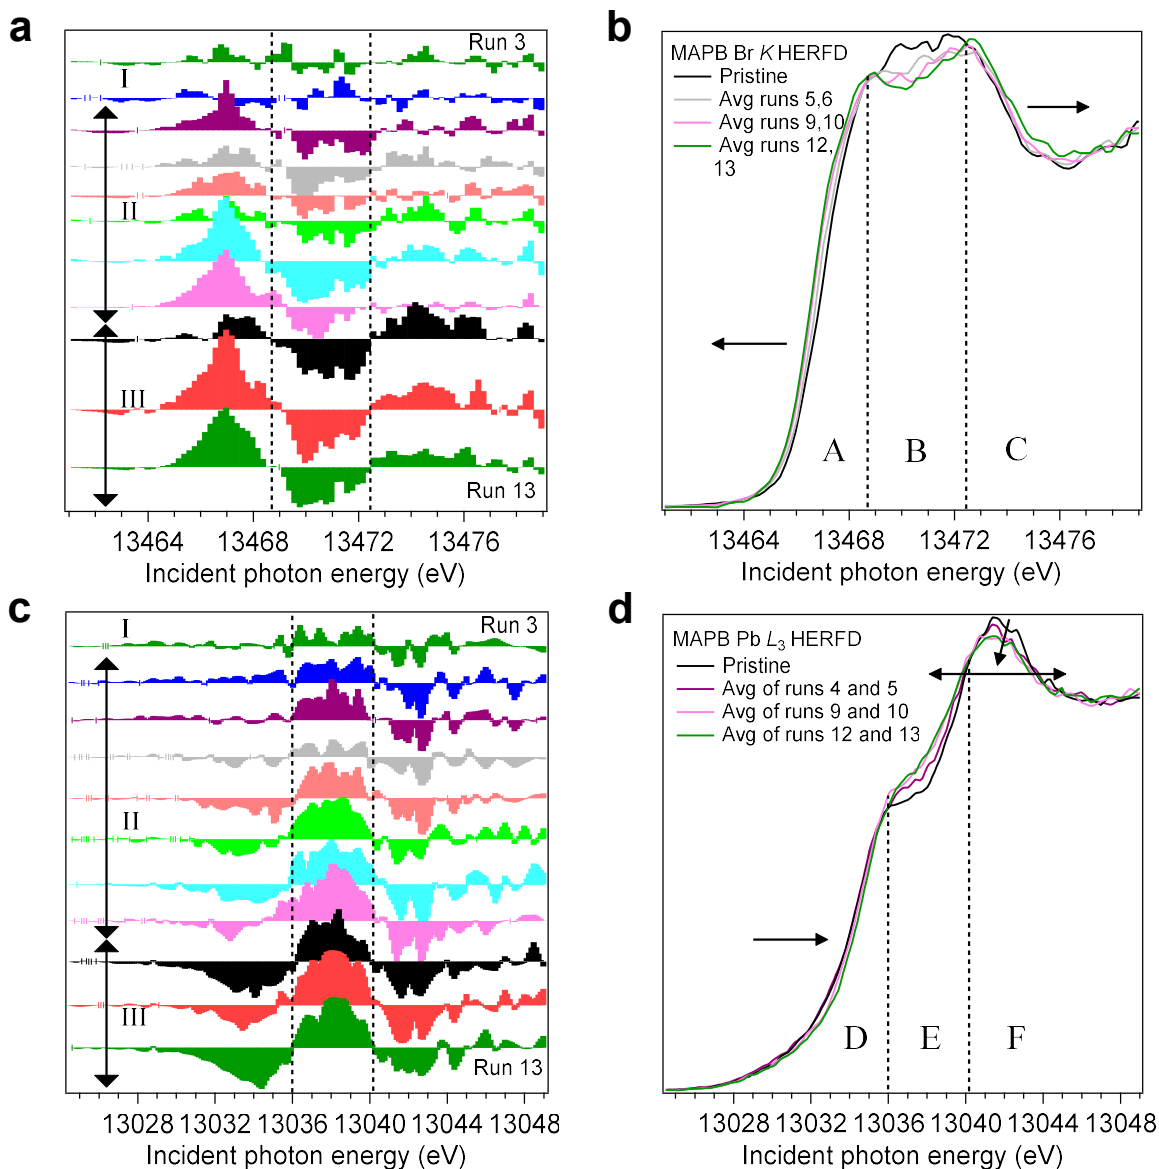 a
Run 3
I
II
III
Run 13
13464 13468 13472 13476
Incident photon energy (eV)
b
MAPB Br K HERFD
Pristine
Avg runs 5,6
Avg runs 9,10
Avg runs 12,
13
A B C
13464 13468 13472 13476
Incident photon energy (eV)
c
I
Run 3
II
III
Run 13
13028 13032 13036 13040 13044 13048
Incident photon energy (eV)
d
MAPB Pb L3 HERFD
Pristine
Avg of runs 4 and 5
Avg of runs 9 and 10
Avg of runs 12 and 13
D E F
13028 13032 13036 13040 13044 13048
Incident photon energy (eV)